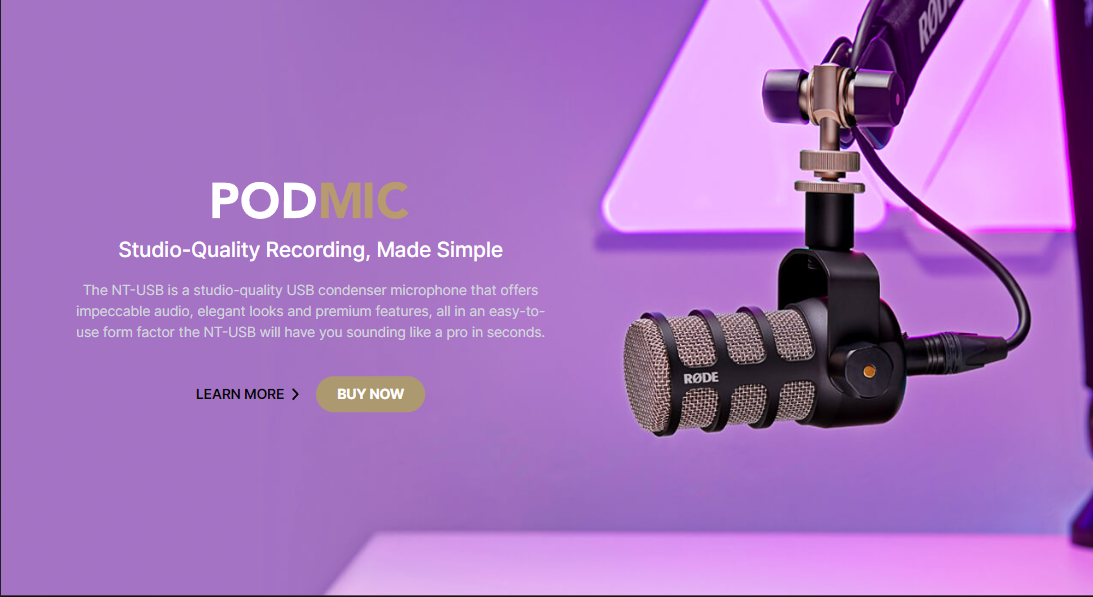 RØDE
PODMIC
Studio-Quality Recording, Made Simple
The NT-USB is a studio-quality USB condenser microphone that offers
impeccable audio, elegant looks and premium features, all in an easy-to-
use form factor the NT-USB will have you sounding like a pro in seconds.
RØDE
LEARN MORE
BUY NOW